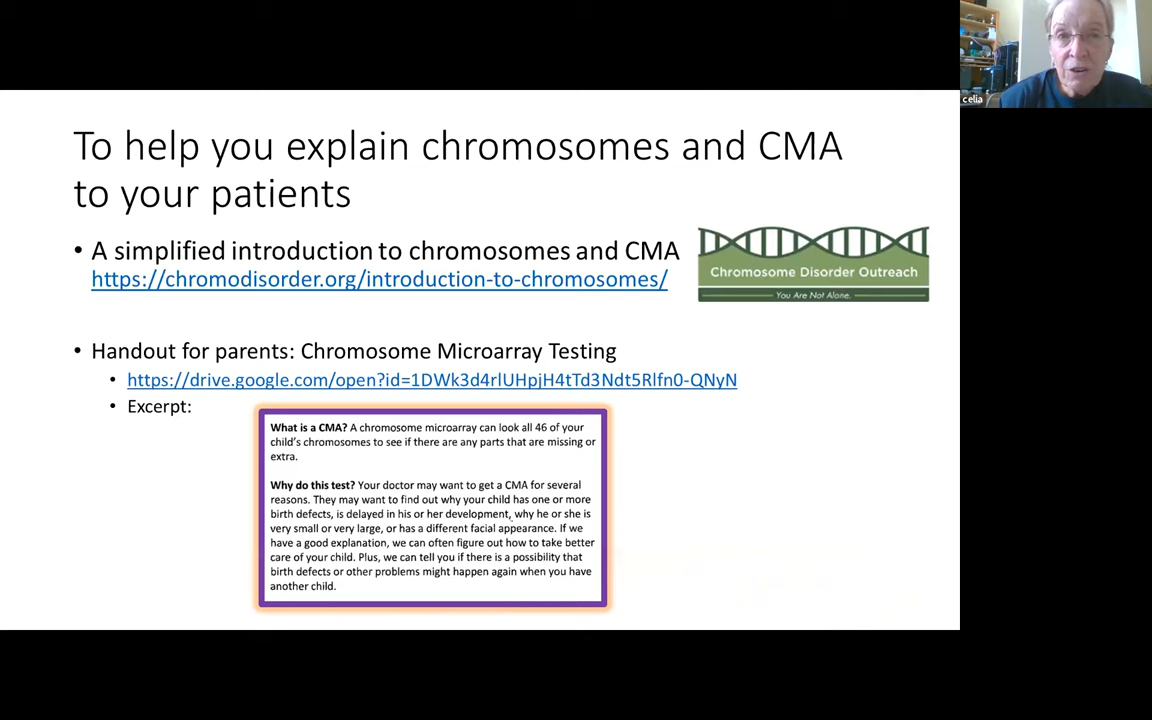 celia
To help you explain chromosomes and CMA
to your patients
• A simplified introduction to chromosomes and CMA
https://chromodisorder.org/introduction-to-chromosomes/
Chromosome Disorder Outreach
You Are Not Alone.
• Handout for parents: Chromosome Microarray Testing
• https://drive.google.com/open?id=1DWk3d4rlUHpjH4tTd3Ndt5Rlfn0-QNyN
• Excerpt:
What is a CMA? A chromosome microarray can look all 46 of your
child's chromosomes to see if there are any parts that are missing or
extra.
Why do this test? Your doctor may want to get a CMA for several
reasons. They may want to find out why your child has one or more
birth defects, is delayed in his or her development, why he or she is
very small or very large, or has a different facial appearance. If we
have a good explanation, we can often figure out how to take better
care of your child. Plus, we can tell you if there is a possibility that
birth defects or other problems might happen again when you have
another child.